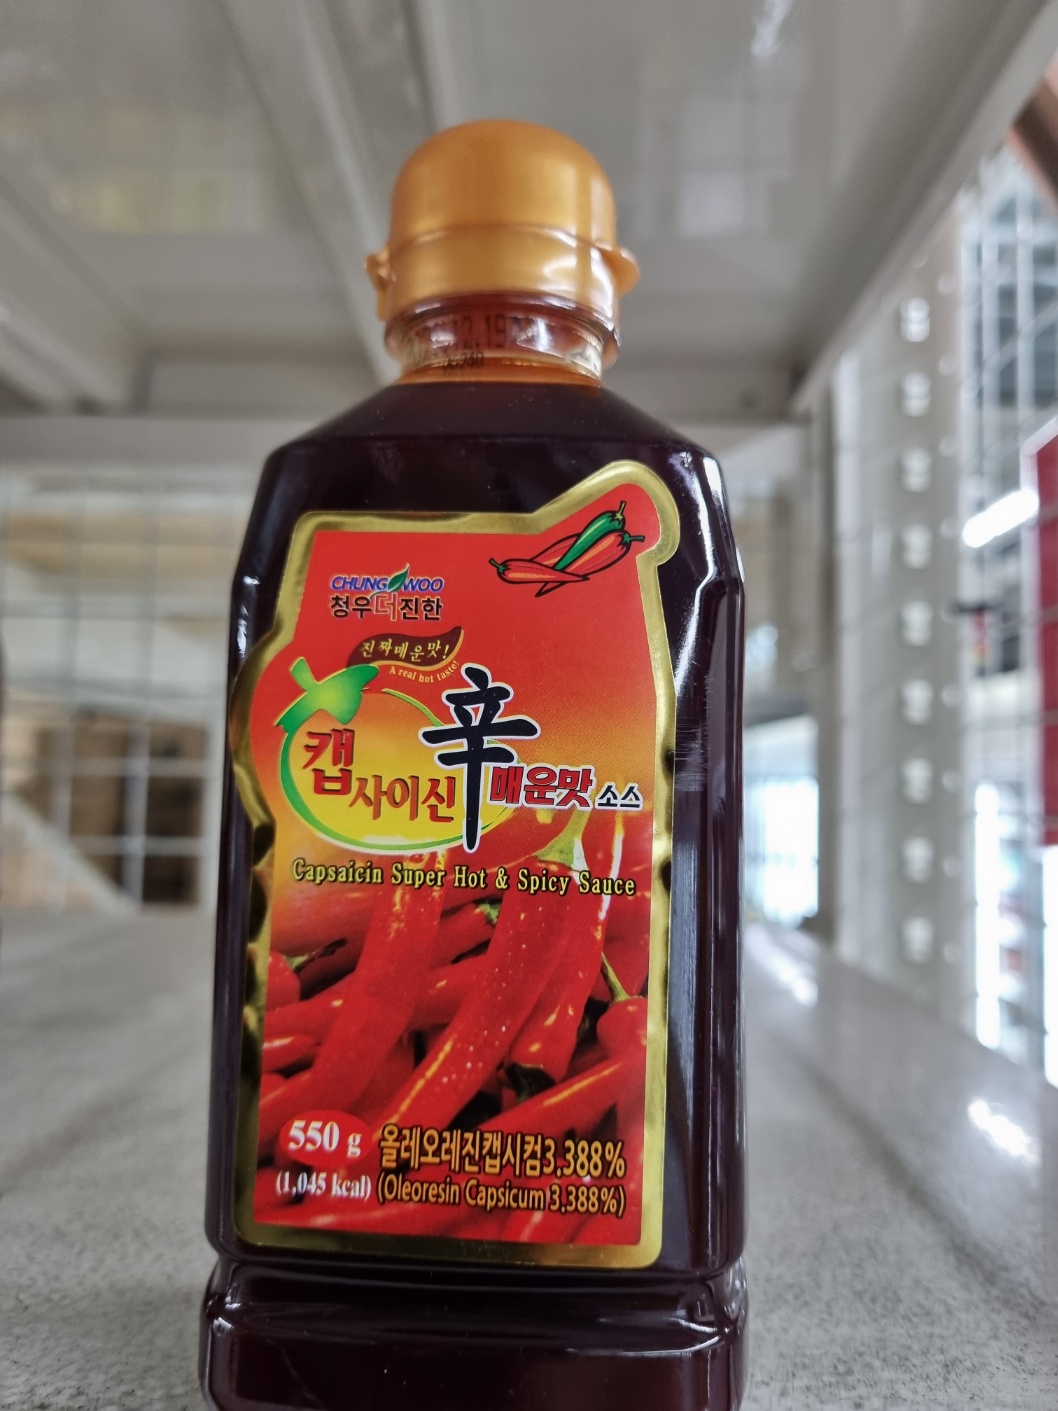 CHUNG WOO
청우더진한
진짜매운맛!
A real hot taste!
캡사이신 辛 매운맛 소스
Capsaicin Super Hot & Spicy Sauce
550 g
(1,045 kcal)
올레오레진캡시컴3.388%
(Oleoresin Capsicum 3.388%)